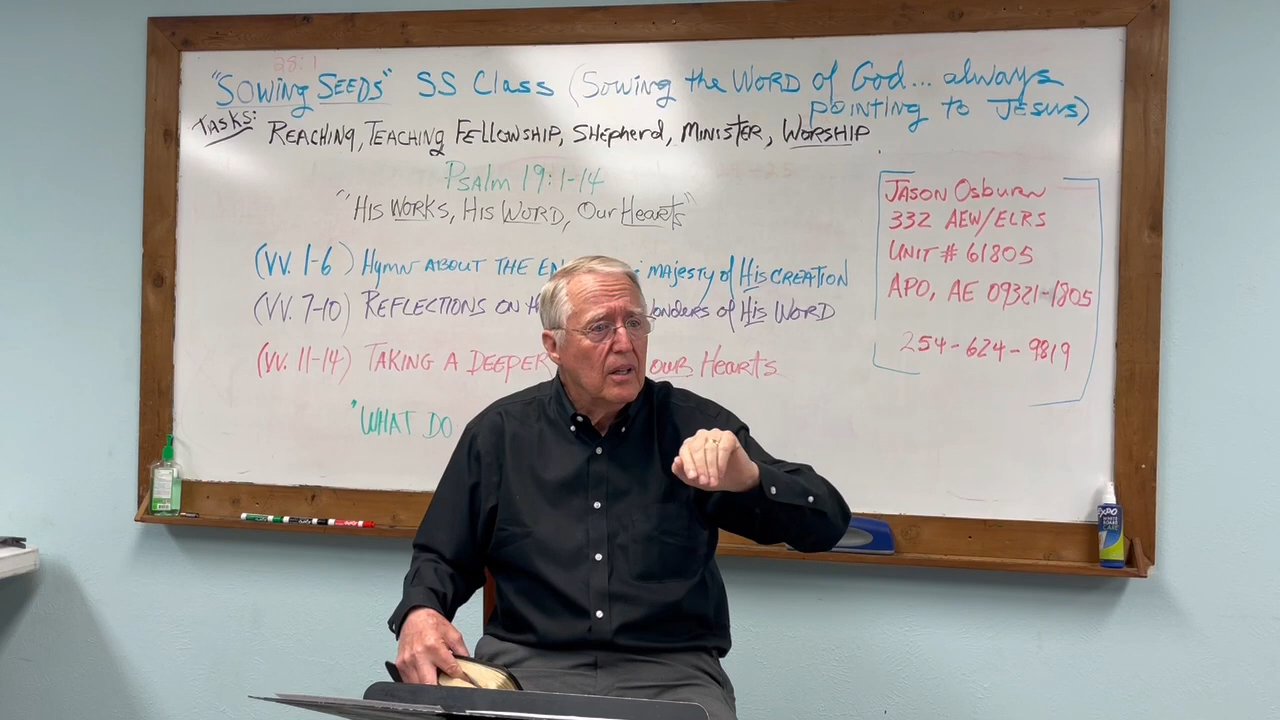 28:1
"SOWING SEEDS" SS Class (Sowing the WORD of God... always
pointing to Jesus)
TASKS:
REACHING, TEACHING FELLOWSHIP, SHEPHERD, MINISTER, WORSHIP
PSALM 19:1-14
"HIS WORKS, HIS WORD, OUR HEARTS"
(VV. 1-6) HYMN ABOUT THE MAJESTY of HIS CREATION
(VV. 7-10) REFLECTIONS ON of HIS WORD
(VV. 11-14) TAKING A DEEPER OUR HEARTS
"WHAT DO
JASON OSBURN
332 AEW/ELRS
UNIT # 61805
APO, AE 09321-1805
254-624-9819
EXPO